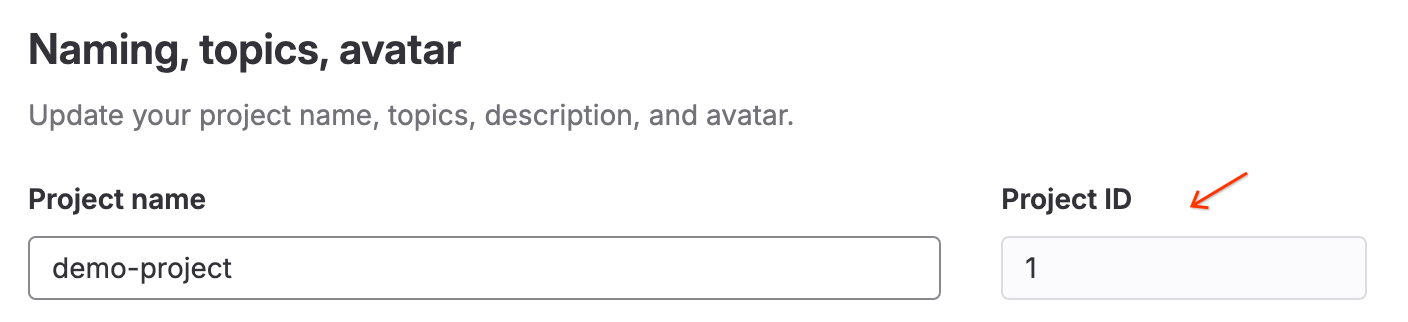 Naming, topics, avatar
Update your project name, topics, description, and avatar.
Project name
Project ID
demo-project
1